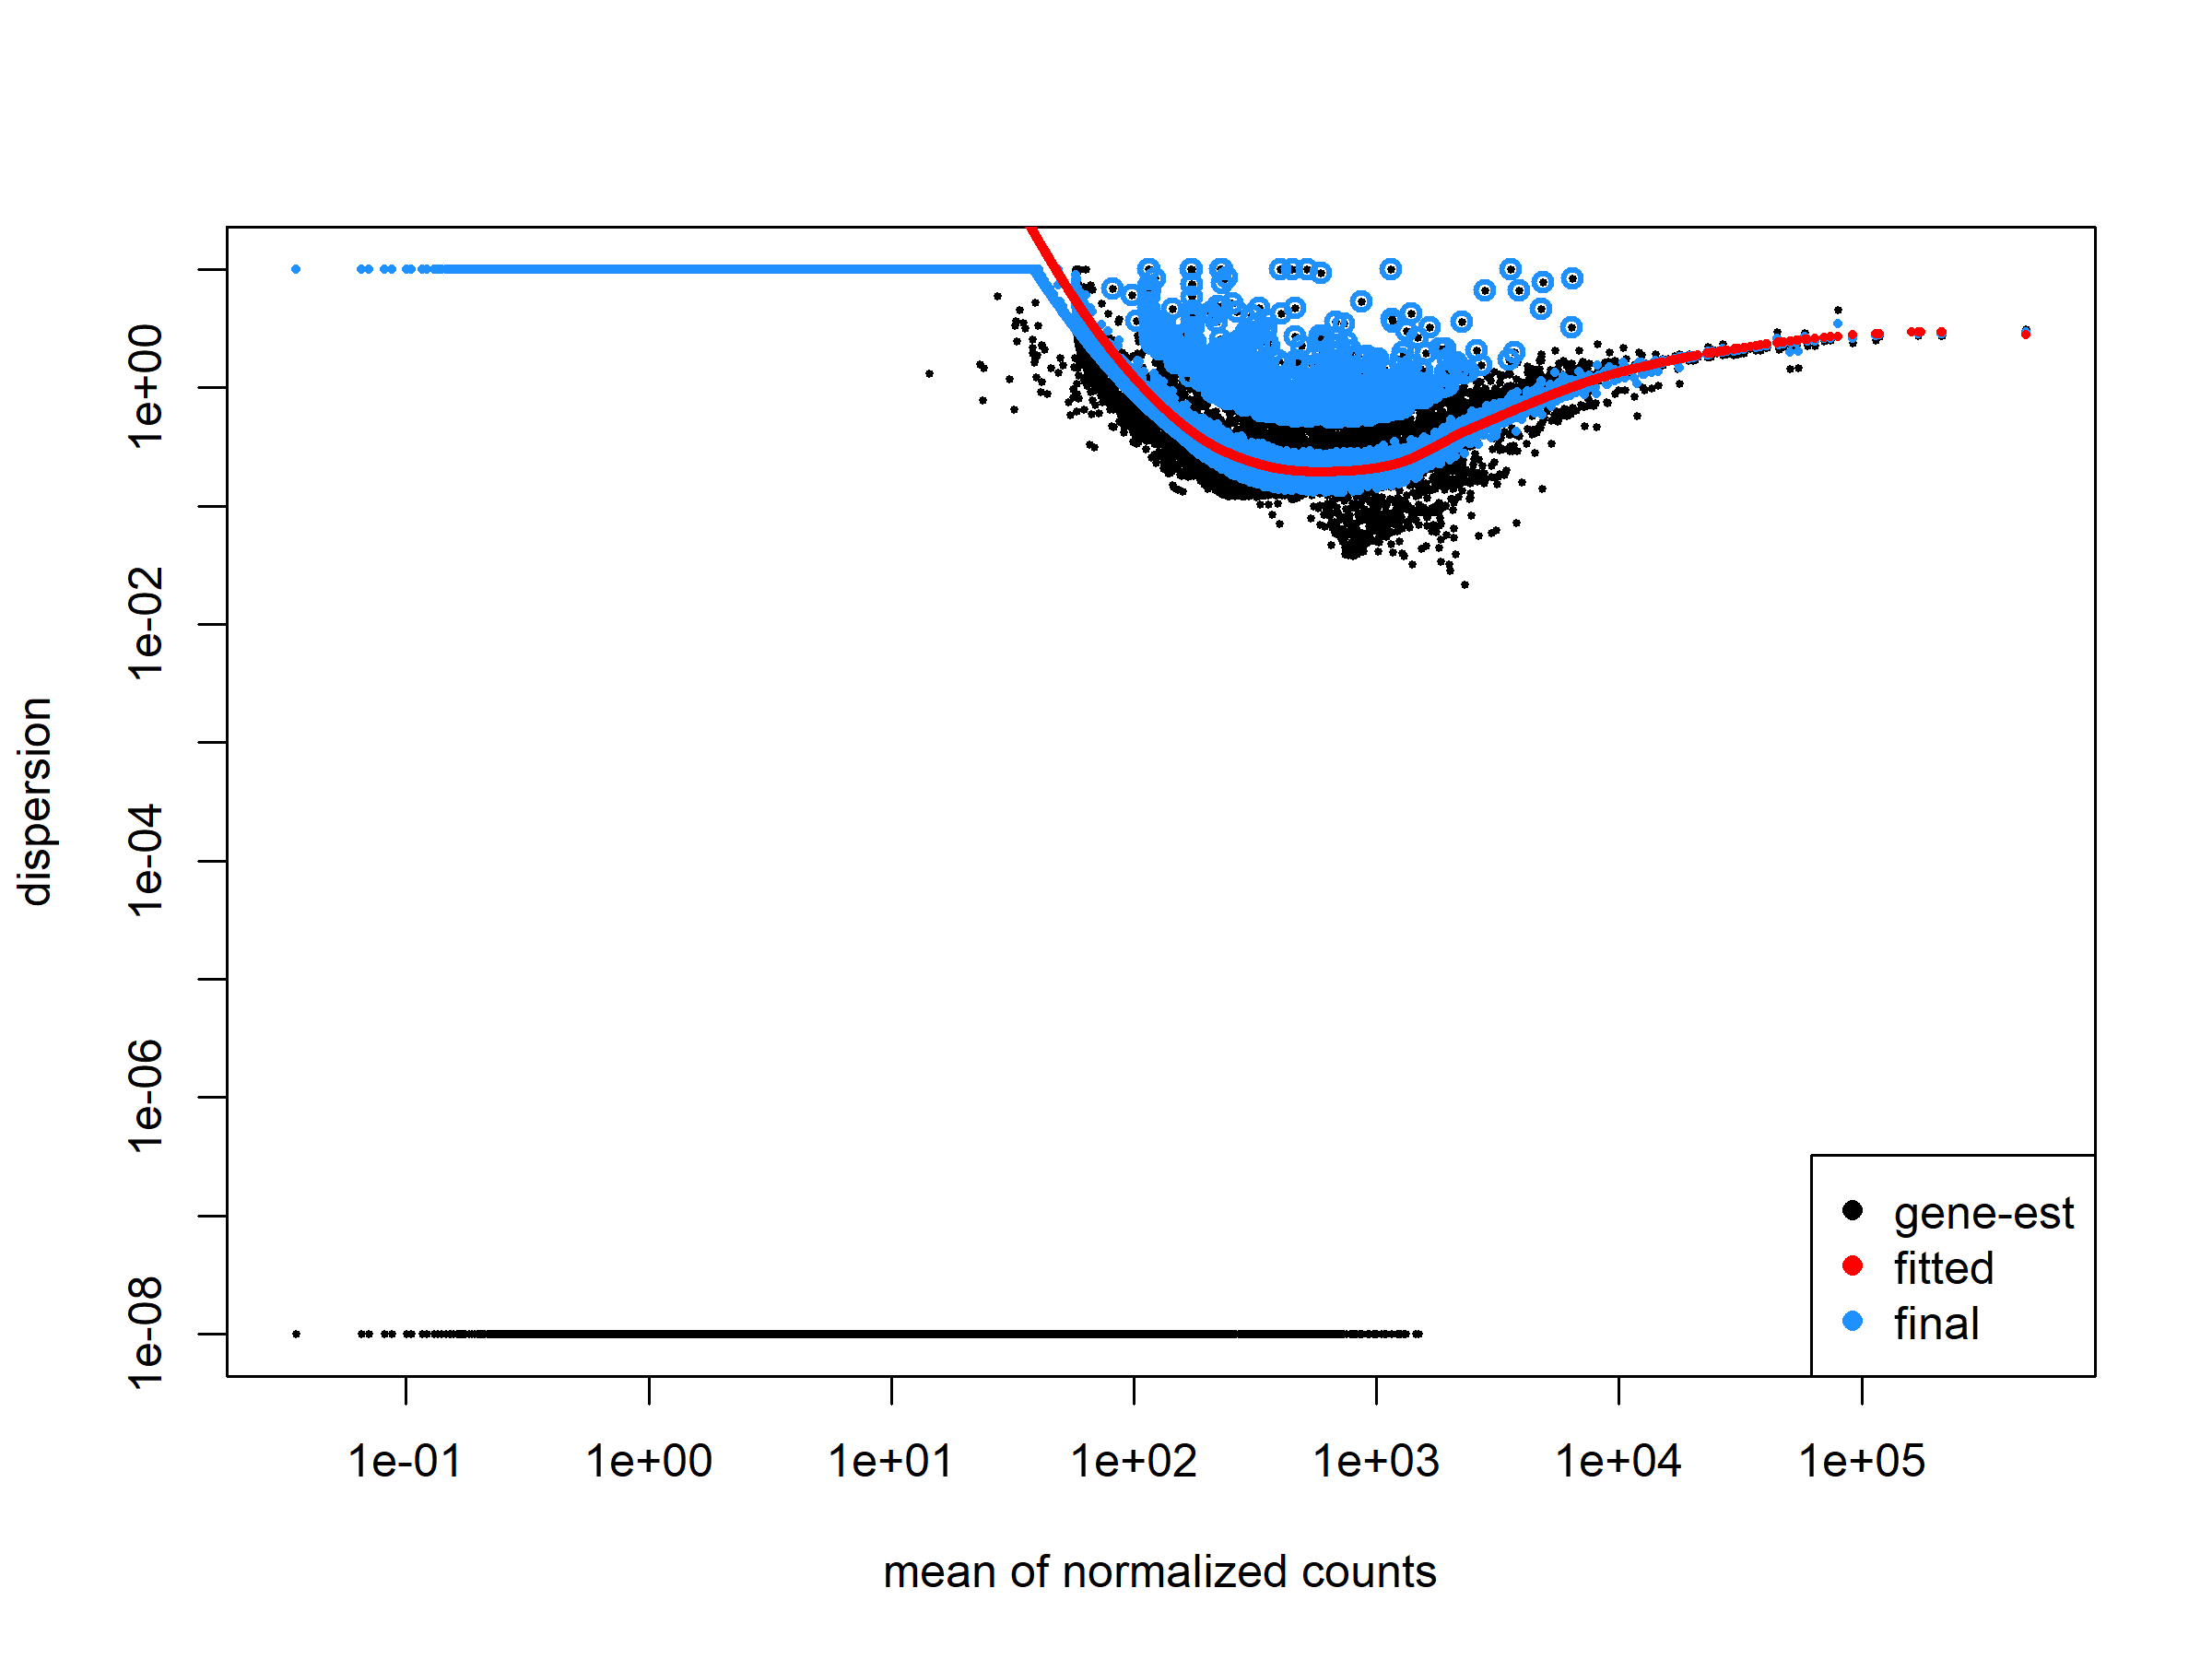 dispersion
1e+00
1e-02
1e-04
1e-06
1e-08
gene-est
fitted
final
1e-01 1e+00 1e+01 1e+02 1e+03 1e+04 1e+05
mean of normalized counts